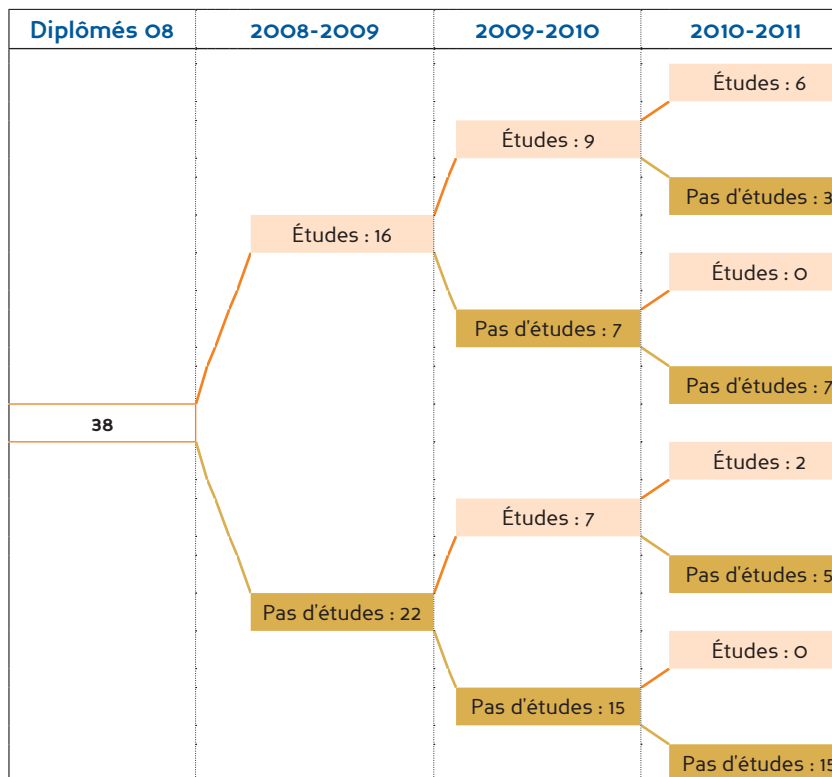 Diplômés 08 2008-2009 2009-2010 2010-2011
Études : 6
Études : 9
Pas d'études : 3
Études : 16
Études : 0
Pas d'études : 7
Pas d'études : 7
38
Études : 2
Études : 7
Pas d'études : 5
Pas d'études : 22
Études : 0
Pas d'études : 15
Pas d'études : 15